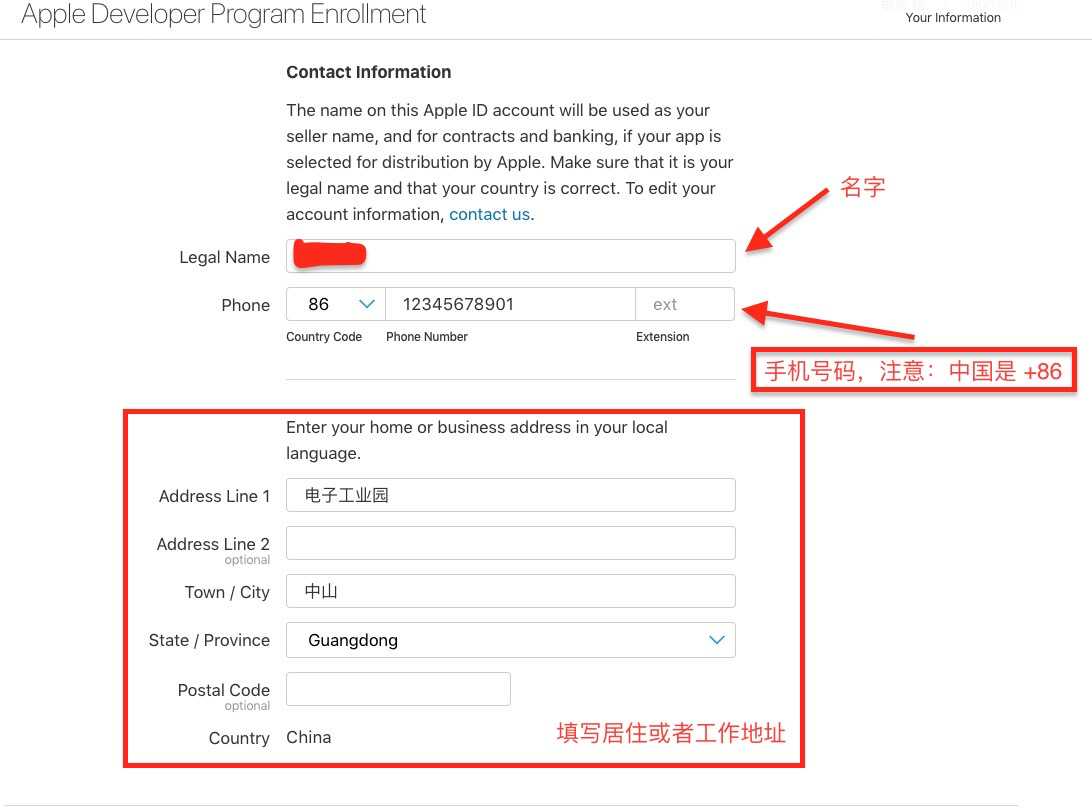 Apple Developer Program Enrollment
Your Information
Contact Information
The name on this Apple ID account will be used as your
seller name, and for contracts and banking, if your app is
selected for distribution by Apple. Make sure that it is your
legal name and that your country is correct. To edit your
account information, contact us.
名字
Legal Name
Phone 86 12345678901 ext
Country Code Phone Number Extension
手机号码，注意：中国是 +86
Enter your home or business address in your local
language.
Address Line 1 电子工业园
Address Line 2
optional
Town / City 中山
State / Province Guangdong
Postal Code
optional
填写居住或者工作地址
Country China